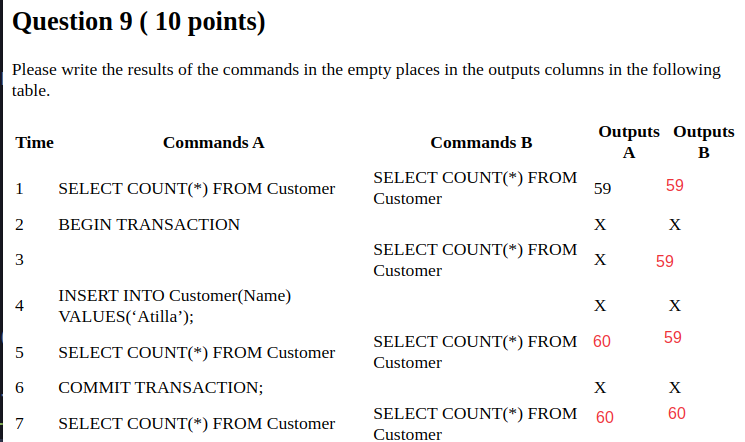 Question 9 ( 10 points)
Please write the results of the commands in the empty places in the outputs columns in the following
table.
Time Commands A Commands B Outputs A Outputs B
1 SELECT COUNT(*) FROM Customer SELECT COUNT(*) FROM Customer 59 59
2 BEGIN TRANSACTION X X
3 SELECT COUNT(*) FROM Customer X 59
4 INSERT INTO Customer(Name) VALUES(‘Atilla’); X X
5 SELECT COUNT(*) FROM Customer SELECT COUNT(*) FROM Customer 60 59
6 COMMIT TRANSACTION; X X
7 SELECT COUNT(*) FROM Customer SELECT COUNT(*) FROM Customer 60 60